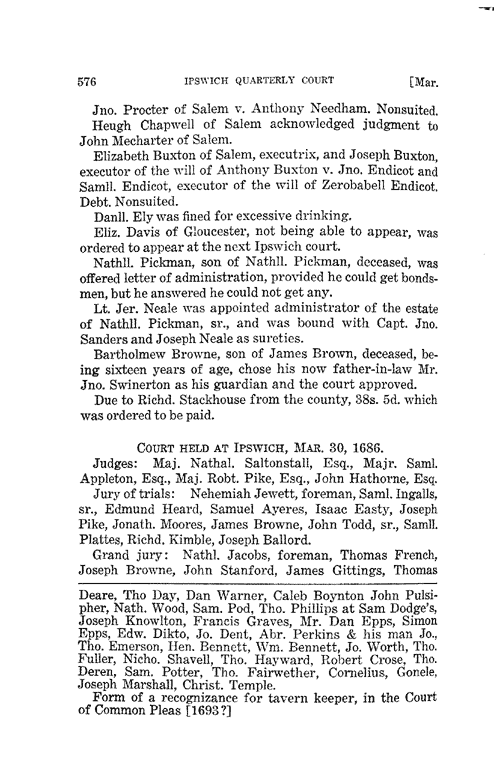 576 IPSWICH QUARTERLY COURT [Mar.
Jno. Procter of Salem v. Anthony Needham. Nonsuited.
Heugh Chapwell of Salem acknowledged judgment to
John Mecharter of Salem.
Elizabeth Buxton of Salem, executrix, and Joseph Buxton,
executor of the will of Anthony Buxton v. Jno. Endicot and
Samll. Endicot, executor of the will of Zerobabell Endicot.
Debt. Nonsuited.
Danll. Ely was fined for excessive drinking.
Eliz. Davis of Gloucester, not being able to appear, was
ordered to appear at the next Ipswich court.
Nathll. Pickman, son of Nathll. Pickman, deceased, was
offered letter of administration, provided he could get bonds-
men, but he answered he could not get any.
Lt. Jer. Neale was appointed administrator of the estate
of Nathll. Pickman, sr., and was bound with Capt. Jno.
Sanders and Joseph Neale as sureties.
Bartholmew Browne, son of James Brown, deceased, be-
ing sixteen years of age, chose his now father-in-law Mr.
Jno. Swinerton as his guardian and the court approved.
Due to Richd. Stackhouse from the county, 38s. 5d. which
was ordered to be paid.
COURT HELD AT IPSWICH, MAR. 30, 1686.
Judges: Maj. Nathal. Saltonstall, Esq., Majr. Saml.
Appleton, Esq., Maj. Robt. Pike, Esq., John Hathorne, Esq.
Jury of trials: Nehemiah Jewett, foreman, Saml. Ingalls,
sr., Edmund Heard, Samuel Ayeres, Isaac Easty, Joseph
Pike, Jonath. Moores, James Browne, John Todd, sr., Samll.
Plattes, Richd. Kimble, Joseph Ballord.
Grand jury: Nathl. Jacobs, foreman, Thomas French,
Joseph Browne, John Stanford, James Gittings, Thomas
Deare, Tho Day, Dan Warner, Caleb Boynton John Pulsi-
pher, Nath. Wood, Sam. Pod, Tho. Phillips at Sam Dodge's,
Joseph Knowlton, Francis Graves, Mr. Dan Epps, Simon
Epps, Edw. Dikto, Jo. Dent, Abr. Perkins & his man Jo.,
Tho. Emerson, Hen. Bennett, Wm. Bennett, Jo. Worth, Tho.
Fuller, Nicho. Shavell, Tho. Hayward, Robert Crose, Tho.
Deren, Sam. Potter, Tho. Fairwether, Cornelius, Gonele,
Joseph Marshall, Christ. Temple.
Form of a recognizance for tavern keeper, in the Court
of Common Pleas [1693?]